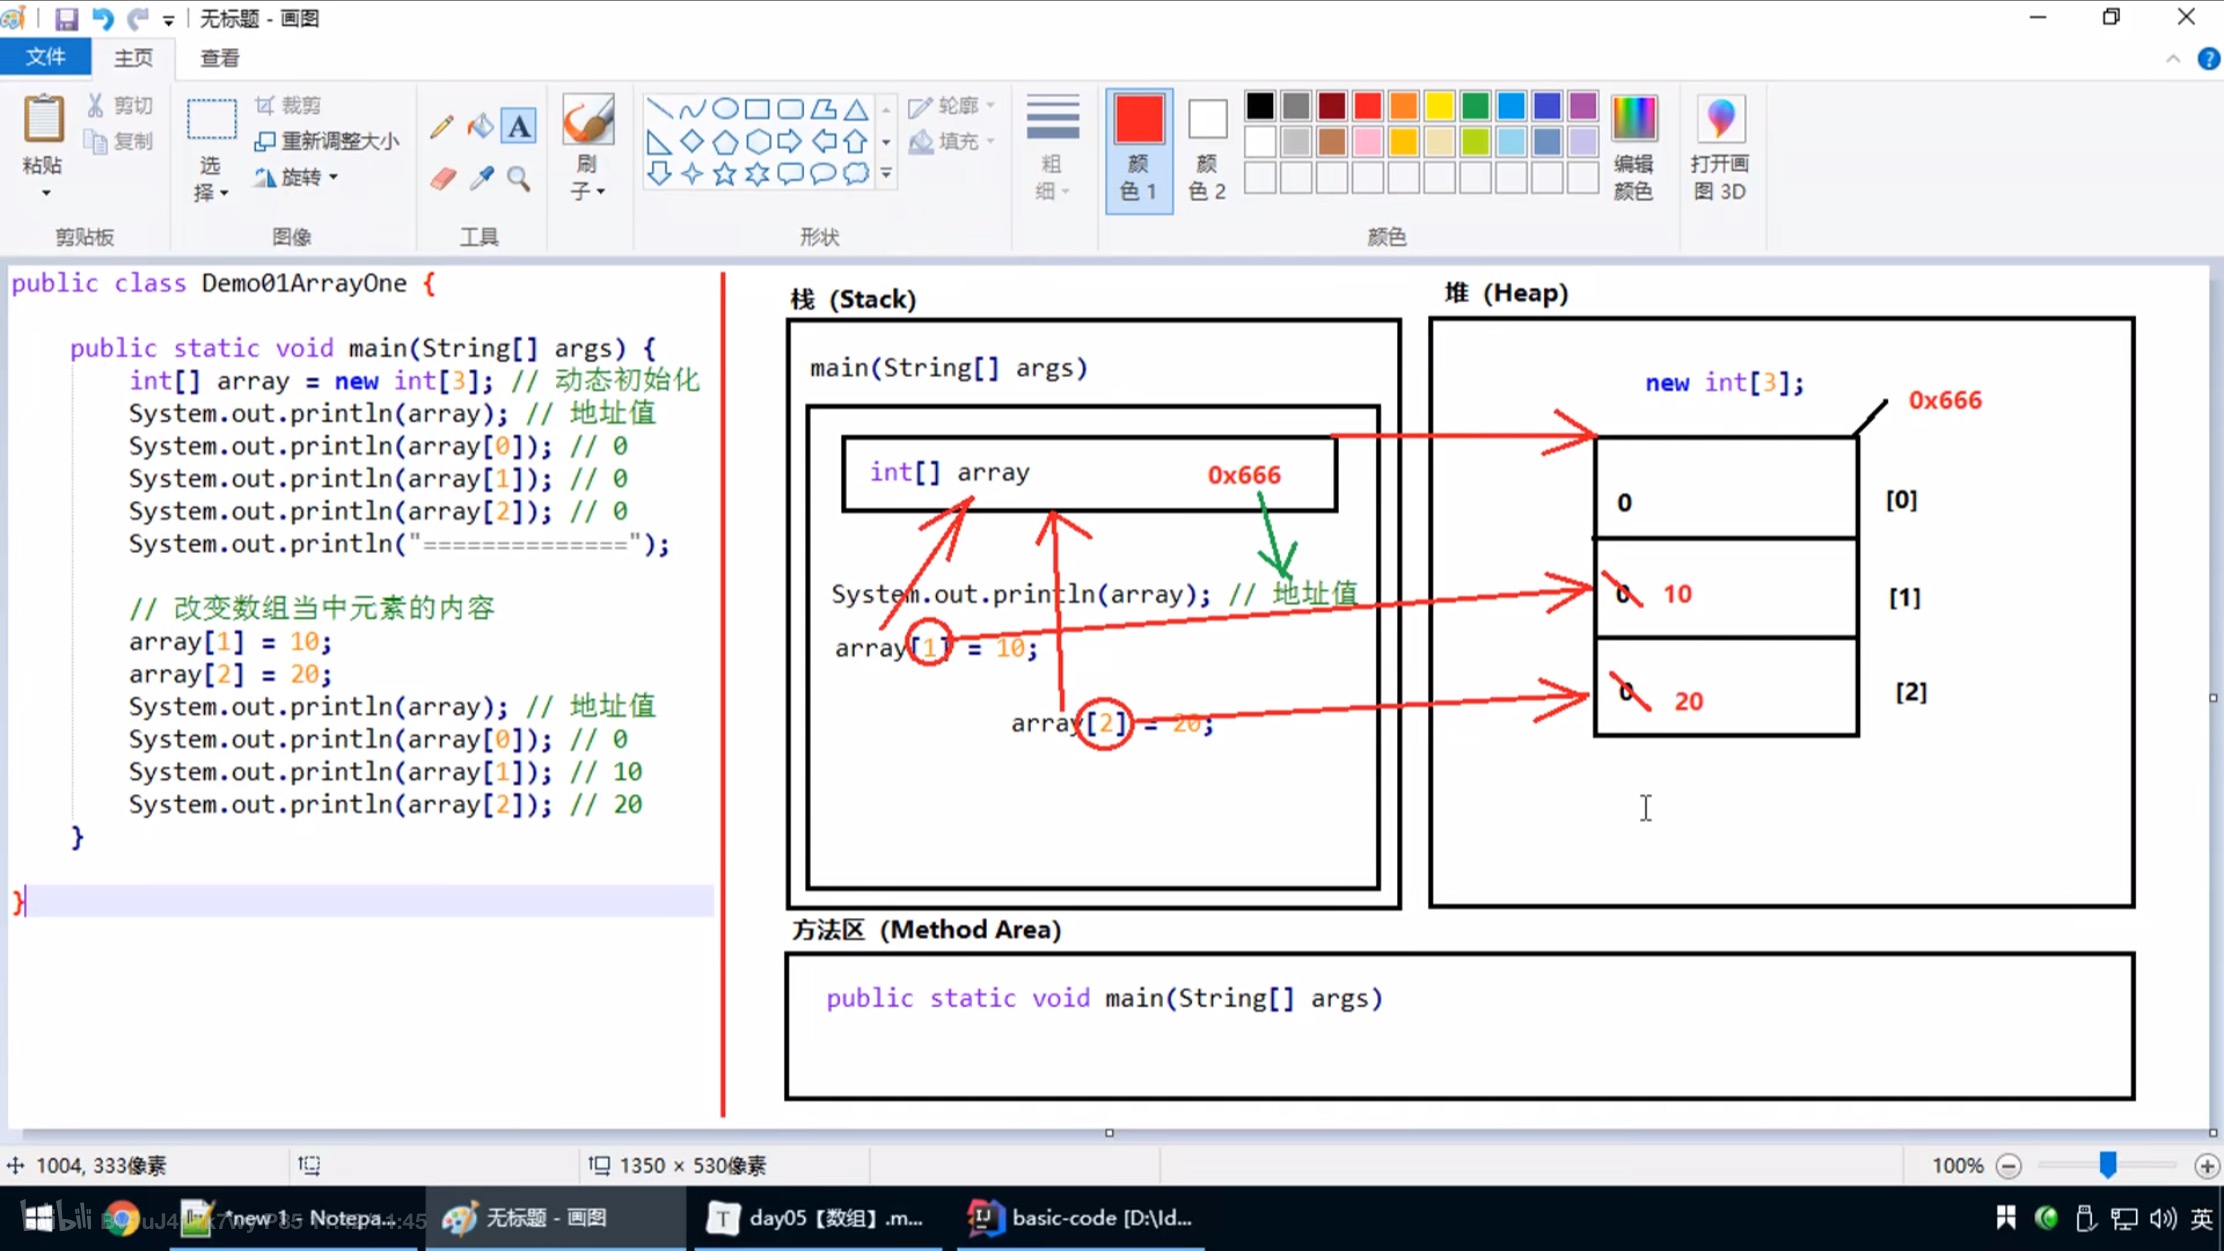 无标题 - 画图
文件 主页 查看
粘贴
剪切
复制
剪贴板
选择
裁剪
重新调整大小
旋转
图像
A
工具
刷子
轮廓
填充
形状
粗细
颜色 1
颜色 2
编辑颜色
颜色
打开画图 3D
public class Demo01ArrayOne {
public static void main(String[] args) {
int[] array = new int[3]; // 动态初始化
System.out.println(array); // 地址值
System.out.println(array[0]); // 0
System.out.println(array[1]); // 0
System.out.println(array[2]); // 0
System.out.println("==============");
// 改变数组当中元素的内容
array[1] = 10;
array[2] = 20;
System.out.println(array); // 地址值
System.out.println(array[0]); // 0
System.out.println(array[1]); // 10
System.out.println(array[2]); // 20
}
}
栈（Stack）
main(String[] args)
int[] array 0x666
System.out.println(array); // 地址值
array[1] = 10;
array[2] = 20;
堆（Heap）
new int[3];
0x666
0 [0]
0 10 [1]
0 20 [2]
方法区（Method Area）
public static void main(String[] args)
1004, 333像素
1350 × 530像素
100%
bilibili
*new 1 - Notepa...
无标题 - 画图
day05【数组】.m...
basic-code [D:\Id...
英